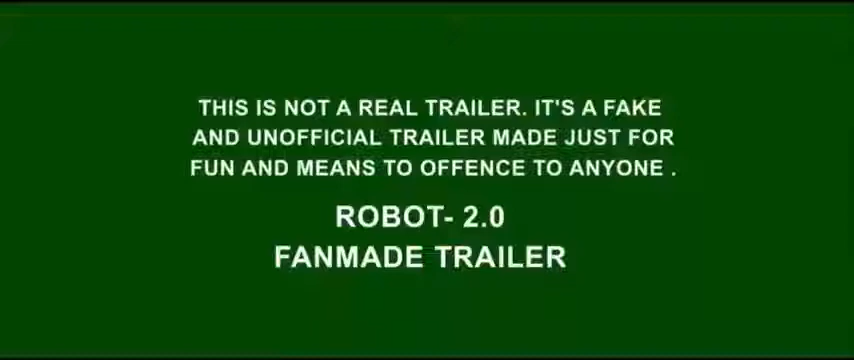 THIS IS NOT A REAL TRAILER. IT'S A FAKE
AND UNOFFICIAL TRAILER MADE JUST FOR
FUN AND MEANS TO OFFENCE TO ANYONE .
ROBOT- 2.0
FANMADE TRAILER